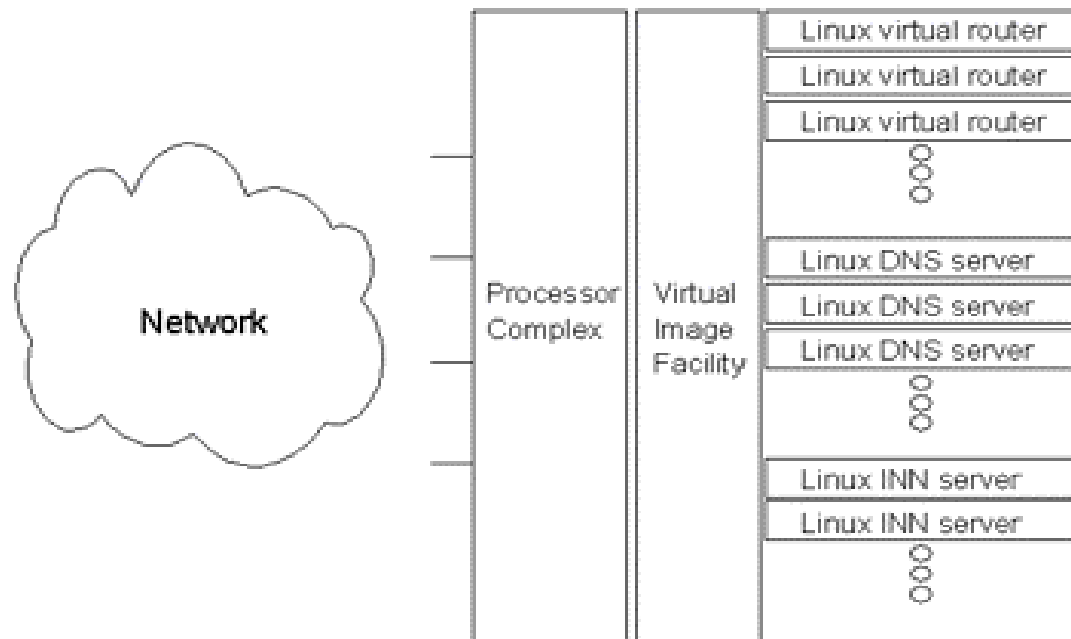 Network
Processor
Complex
Virtual
Image
Facility
Linux virtual router
Linux virtual router
Linux virtual router
Linux DNS server
Linux DNS server
Linux DNS server
Linux INN server
Linux INN server